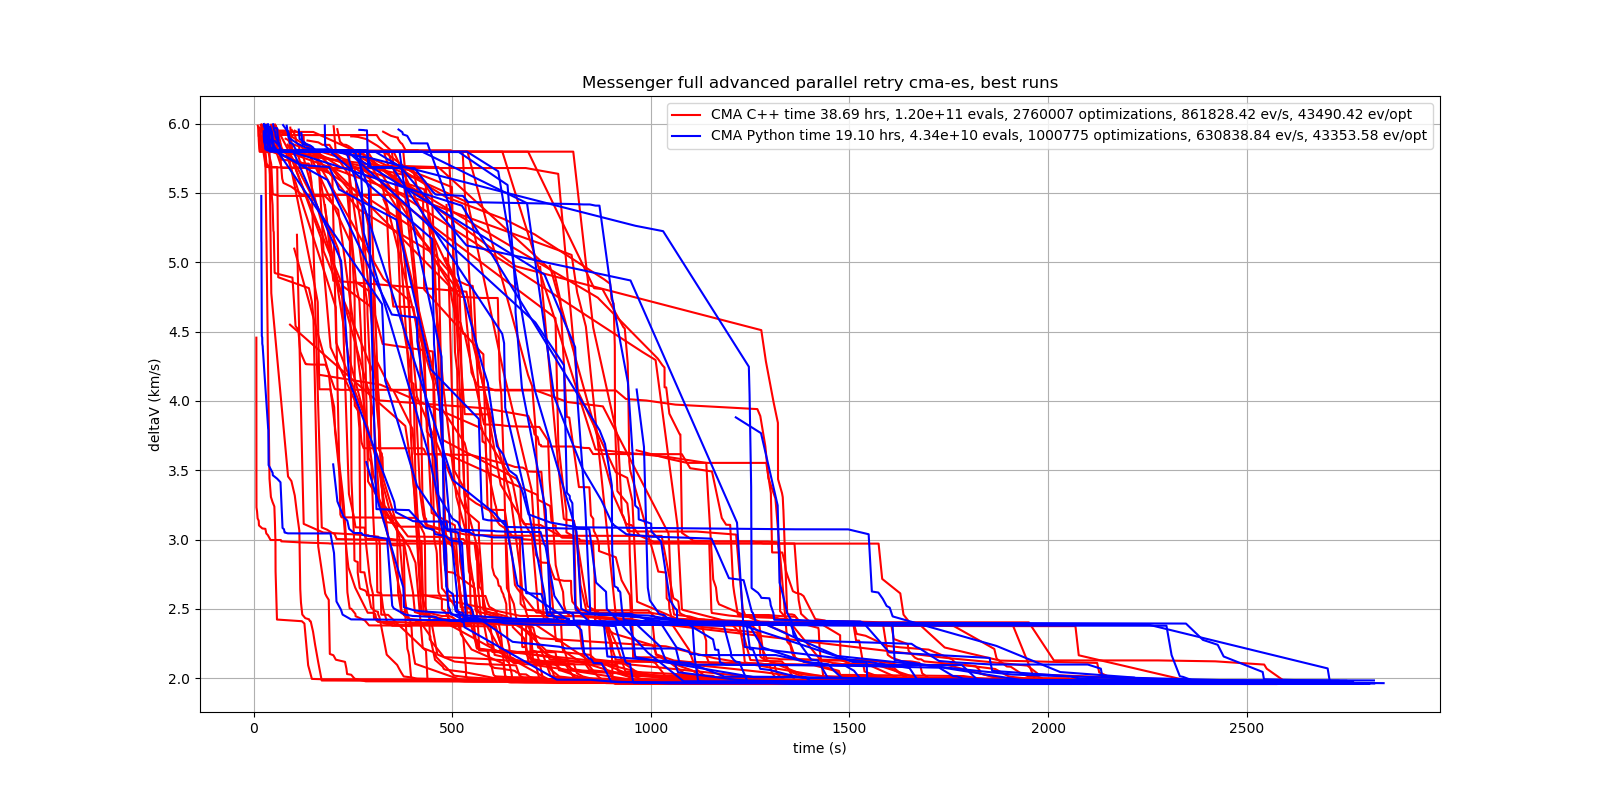 Messenger full advanced parallel retry cma-es, best runs
CMA C++ time 38.69 hrs, 1.20e+11 evals, 2760007 optimizations, 861828.42 ev/s, 43490.42 ev/opt
CMA Python time 19.10 hrs, 4.34e+10 evals, 1000775 optimizations, 630838.84 ev/s, 43353.58 ev/opt
6.0
5.5
5.0
4.5
4.0
3.5
3.0
2.5
2.0
deltaV (km/s)
0 500 1000 1500 2000 2500
time (s)